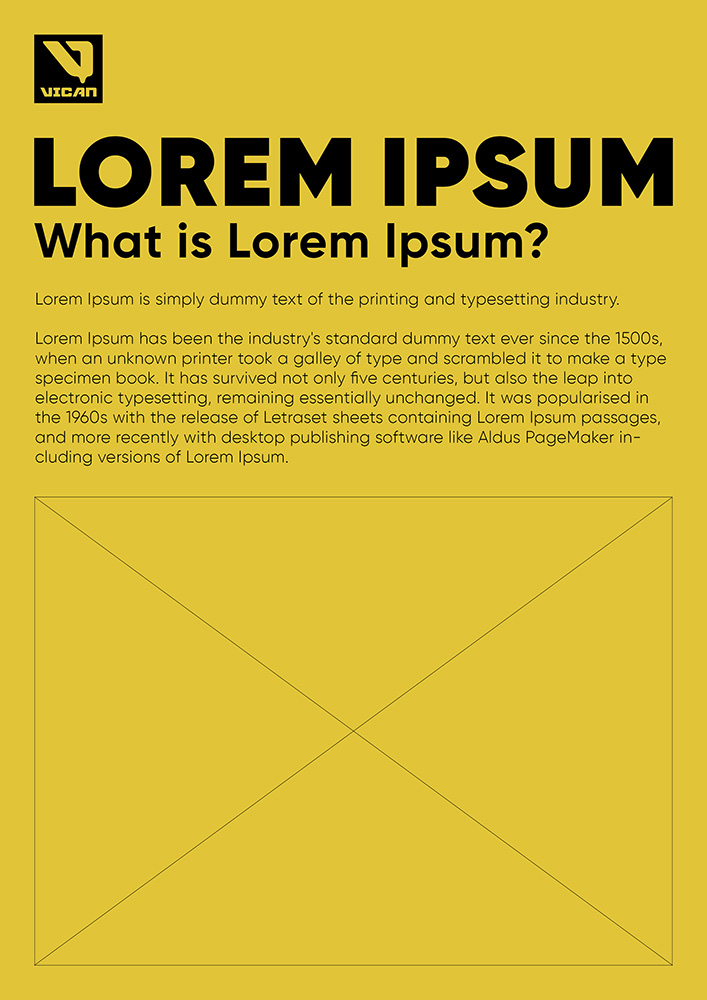 VICAN
LOREM IPSUM
What is Lorem Ipsum?
Lorem Ipsum is simply dummy text of the printing and typesetting industry.
Lorem Ipsum has been the industry's standard dummy text ever since the 1500s,
when an unknown printer took a galley of type and scrambled it to make a type
specimen book. It has survived not only five centuries, but also the leap into
electronic typesetting, remaining essentially unchanged. It was popularised in
the 1960s with the release of Letraset sheets containing Lorem Ipsum passages,
and more recently with desktop publishing software like Aldus PageMaker in-
cluding versions of Lorem Ipsum.